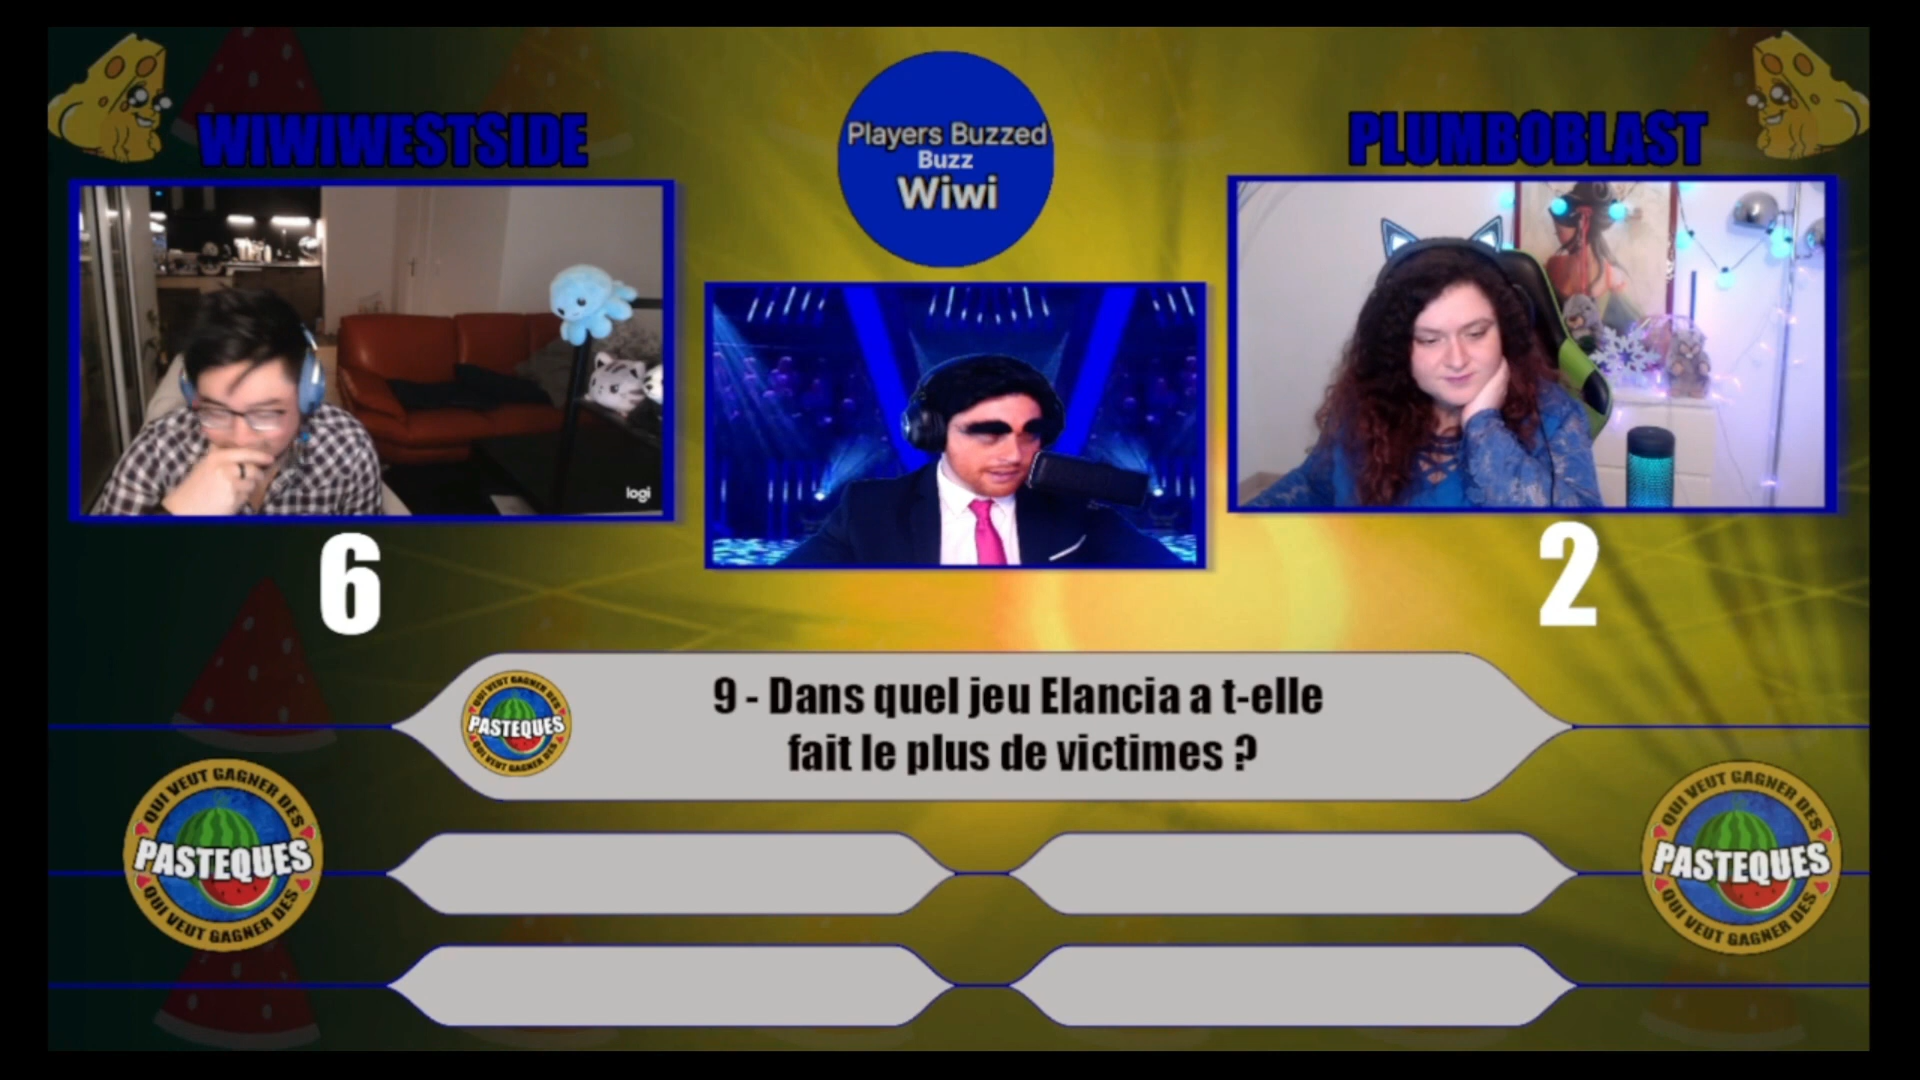 WIWIWESTSIDE
Players Buzzed
Buzz
Wiwi
PLUMBOBLAST
logi
6
2
9 - Dans quel jeu Elancia a t-elle
fait le plus de victimes ?
QUI VEUT GAGNER DES
PASTEQUES
QUI VEUT GAGNER DES
QUI VEUT GAGNER DES
PASTEQUES
QUI VEUT GAGNER DES
QUI VEUT GAGNER DES
PASTEQUES
QUI VEUT GAGNER DES